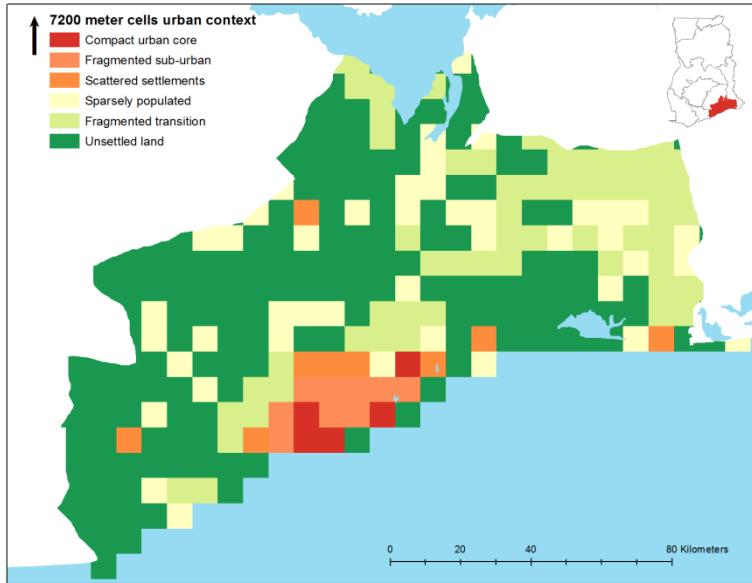 7200 meter cells urban context
Compact urban core
Fragmented sub-urban
Scattered settlements
Sparsely populated
Fragmented transition
Unsettled land
0 20 40 80 Kilometers